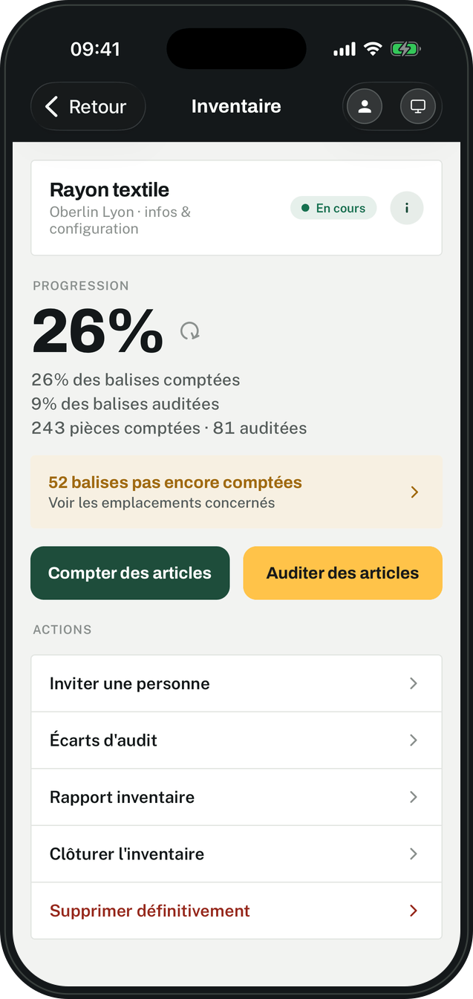 09:41
Retour
Inventaire
Rayon textile
Oberlin Lyon · infos &
configuration
En cours
PROGRESSION
26%
26% des balises comptées
9% des balises auditées
243 pièces comptées · 81 auditées
52 balises pas encore comptées
Voir les emplacements concernés
Compter des articles
Auditer des articles
ACTIONS
Inviter une personne
Écarts d'audit
Rapport inventaire
Clôturer l'inventaire
Supprimer définitivement